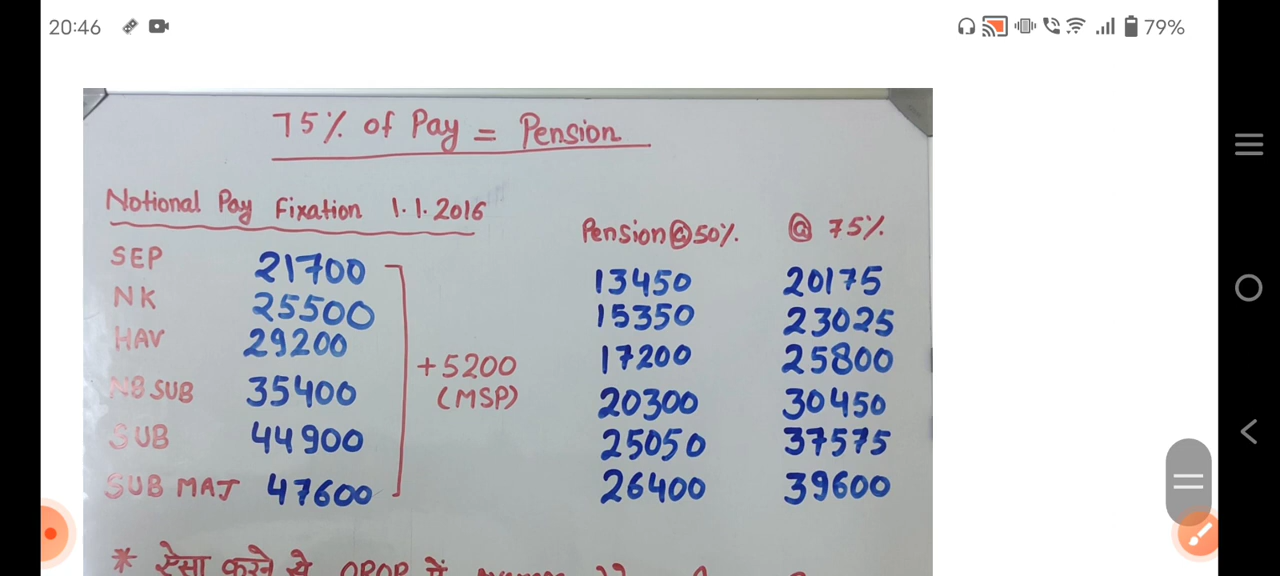 20:46 79%
75% of Pay = Pension
Notional Pay Fixation 1.1.2016
Pension@50%. @ 75%
SEP 21700 13450 20175
NK 25500 15350 23025
HAV 29200 17200 25800
+5200
(MSP)
NB SUB 35400 20300 30450
SUB 44900 25050 37575
SUB MAJ 47600 26400 39600
* ऐसा करने से OROP में